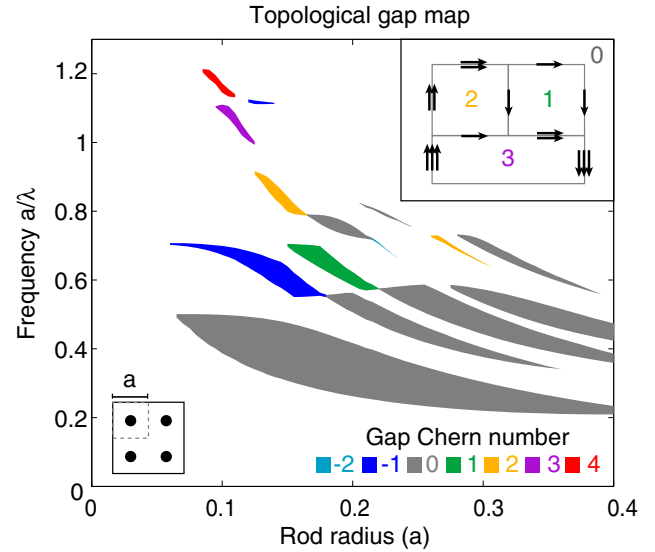 Topological gap map
Frequency a/λ
1.2
1
0.8
0.6
0.4
0.2
0
0
2
1
3
a
Gap Chern number
-2 -1 0 1 2 3 4
0 0.1 0.2 0.3 0.4
Rod radius (a)